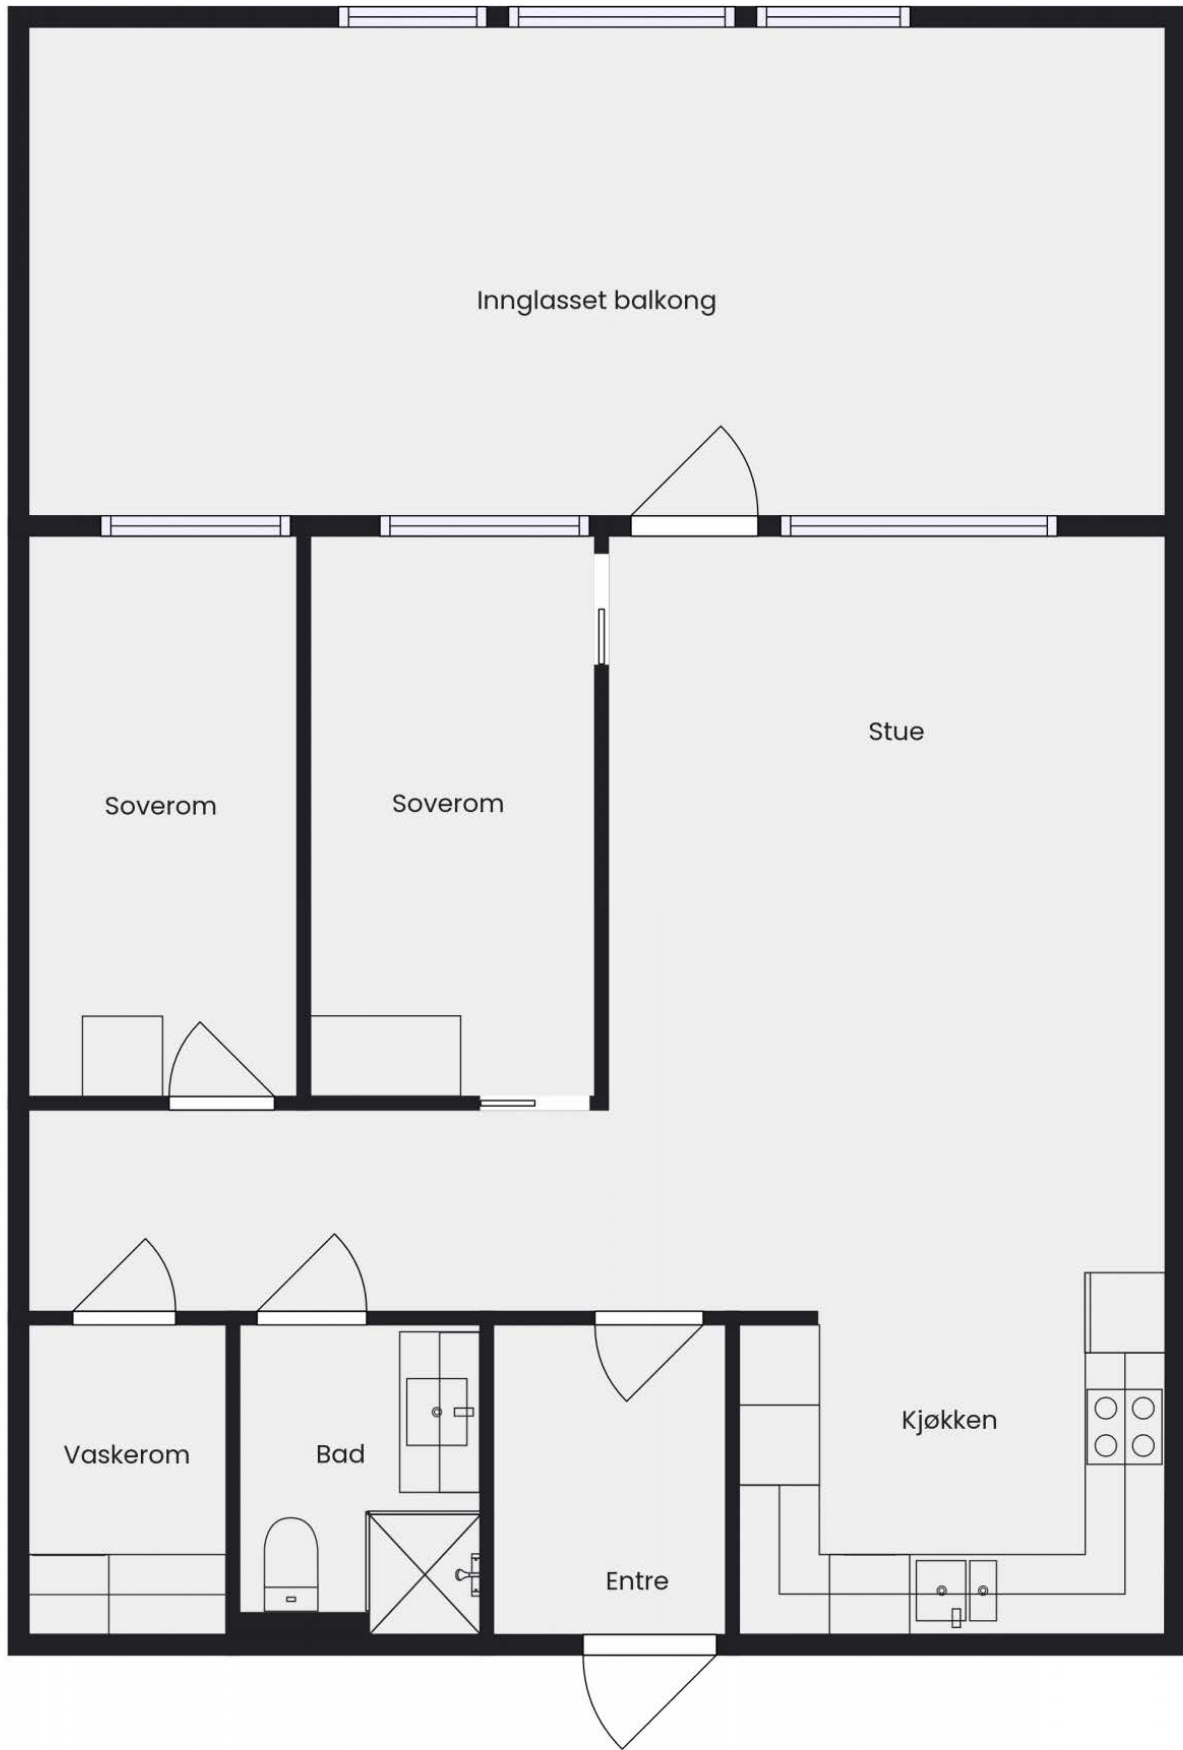 Innglasset balkong
Stue
Soverom
Soverom
Kjøkken
Vaskerom
Bad
Entre